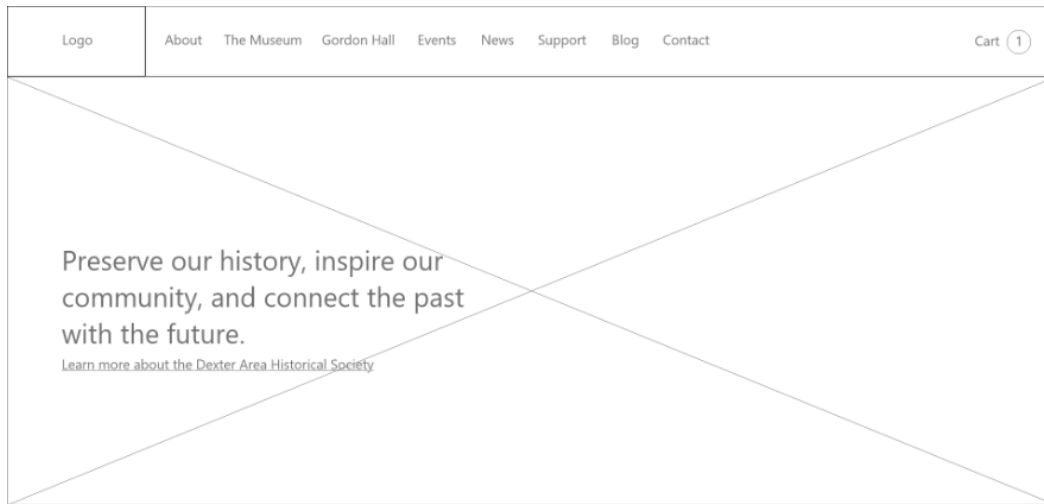 Logo About The Museum Gordon Hall Events News Support Blog Contact Cart 1
Preserve our history, inspire our
community, and connect the past
with the future.
Learn more about the Dexter Area Historical Society